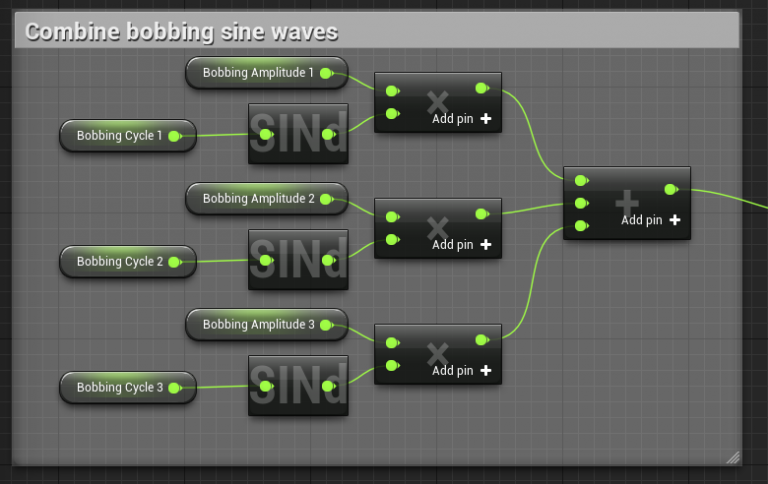 Combine bobbing sine waves
Bobbing Amplitude 1
Bobbing Cycle 1
SINd
Add pin
Bobbing Amplitude 2
Bobbing Cycle 2
SINd
Add pin
Add pin
Bobbing Amplitude 3
Bobbing Cycle 3
SINd
Add pin